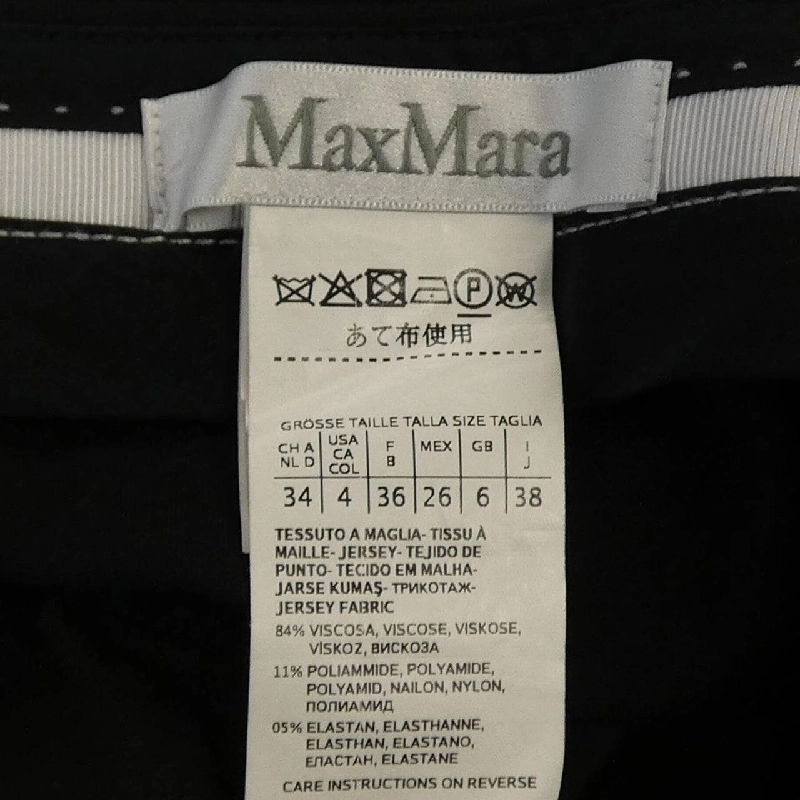 MaxMara
P W
あて布使用
GRÖSSE TAILLE TALLA SIZE TAGLIA
CH A NL D USA CA COL F B MEX GB I J
34 4 36 26 6 38
TESSUTO A MAGLIA- TISSU À
MAILLE- JERSEY- TEJIDO DE
PUNTO- TECIDO EM MALHA-
JARSE KUMAŞ- ТРИКОТАЖ-
JERSEY FABRIC
84% VISCOSA, VISCOSE, VISKOSE,
VİSKOZ, ВИСКОЗА
11% POLIAMMIDE, POLYAMIDE,
POLYAMID, NAILON, NYLON,
ПОЛИАМИД
05% ELASTAN, ELASTHANNE,
ELASTHAN, ELASTANO,
ЕЛАСТАН, ELASTANE
CARE INSTRUCTIONS ON REVERSE